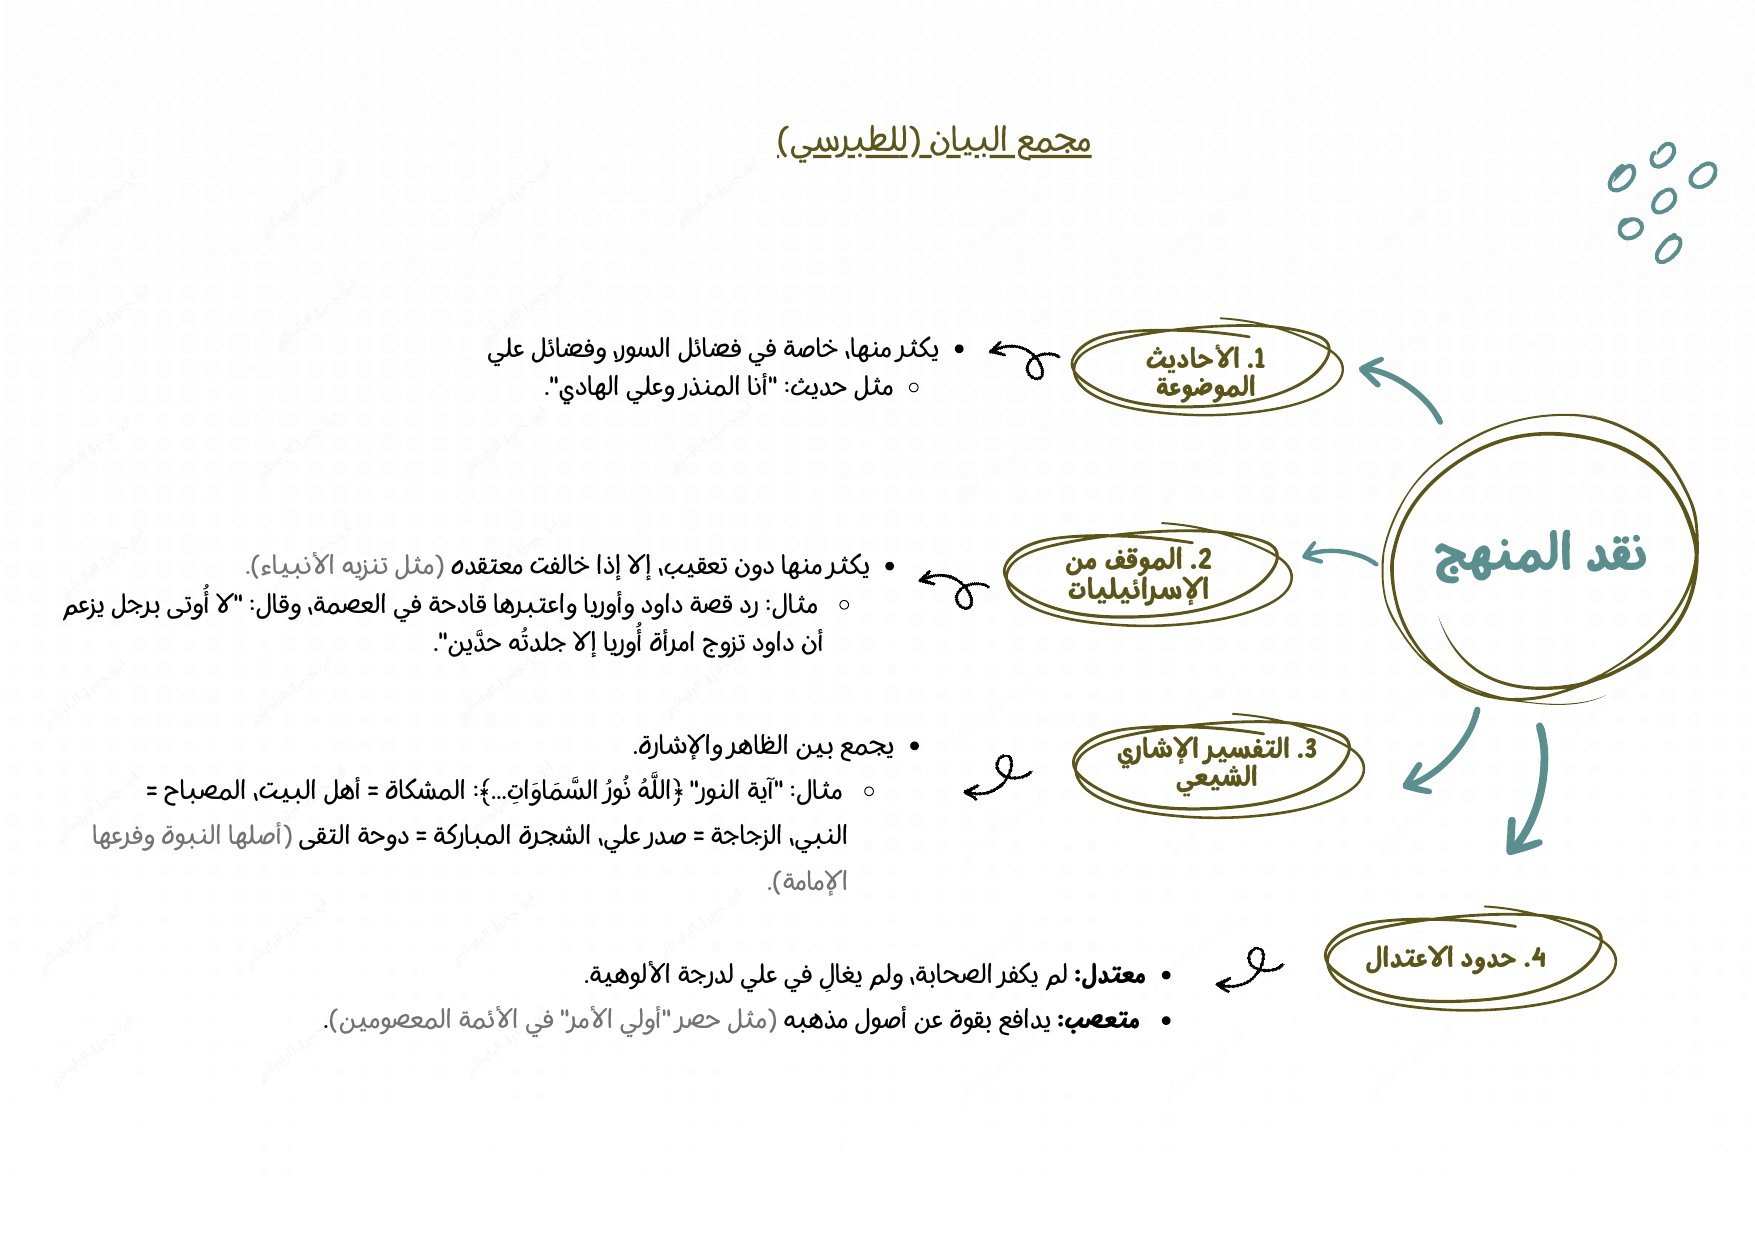 مجمع البيان (للطبرسي)
نقد المنهج
1. الأحاديث
الموضوعة
• يكثر منها، خاصة في فضائل السور، وفضائل علي
○ مثل حديث: "أنا المنذر وعلي الهادي".
2. الموقف من
الإسرائيليات
• يكثر منها دون تعقيب، إلا إذا خالفت معتقده (مثل تنزيه الأنبياء).
○ مثال: رد قصة داود وأوريا واعتبرها قادحة في العصمة، وقال: "لا أُوتى برجل يزعم
أن داود تزوج امرأة أُوريا إلا جلدتُه حدَّين".
3. التفسير الإشاري
الشيعي
• يجمع بين الظاهر والإشارة.
○ مثال: "آية النور" ﴿اللَّهُ نُورُ السَّمَاوَاتِ...﴾: المشكاة = أهل البيت، المصباح =
النبي، الزجاجة = صدر علي، الشجرة المباركة = دوحة التقى (أصلها النبوة وفرعها
الإمامة).
4. حدود الاعتدال
• معتدل: لم يكفر الصحابة، ولم يغالِ في علي لدرجة الألوهية.
• متعصب: يدافع بقوة عن أصول مذهبه (مثل حصر "أولي الأمر" في الأئمة المعصومين).